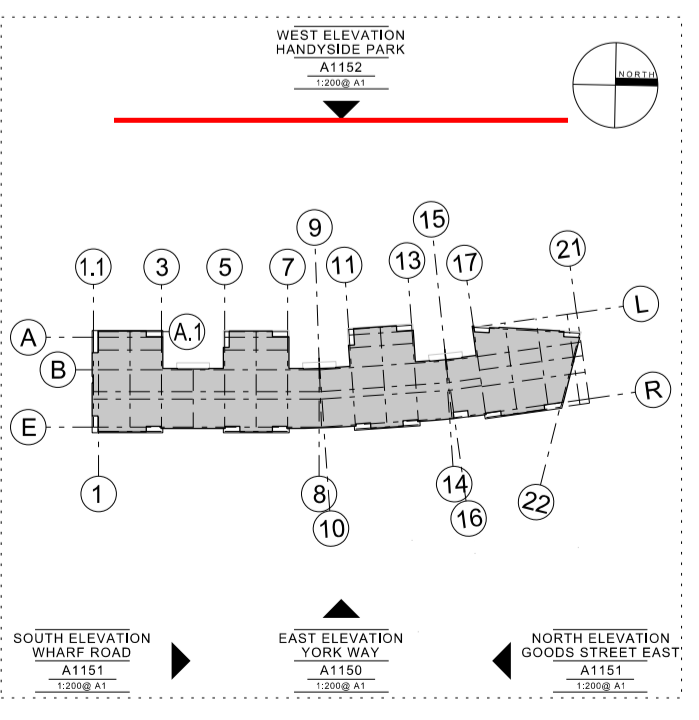 WEST ELEVATION
HANDYSIDE PARK
A1152
1:200@ A1
NORTH
15
9
21
1.1
3
5
7
11
13
17
L
A
A.1
B
R
E
1
8
14
22
10
16
SOUTH ELEVATION
WHARF ROAD
A1151
1:200@ A1
EAST ELEVATION
YORK WAY
A1150
1:200@ A1
NORTH ELEVATION
GOODS STREET EAST
A1151
1:200@ A1